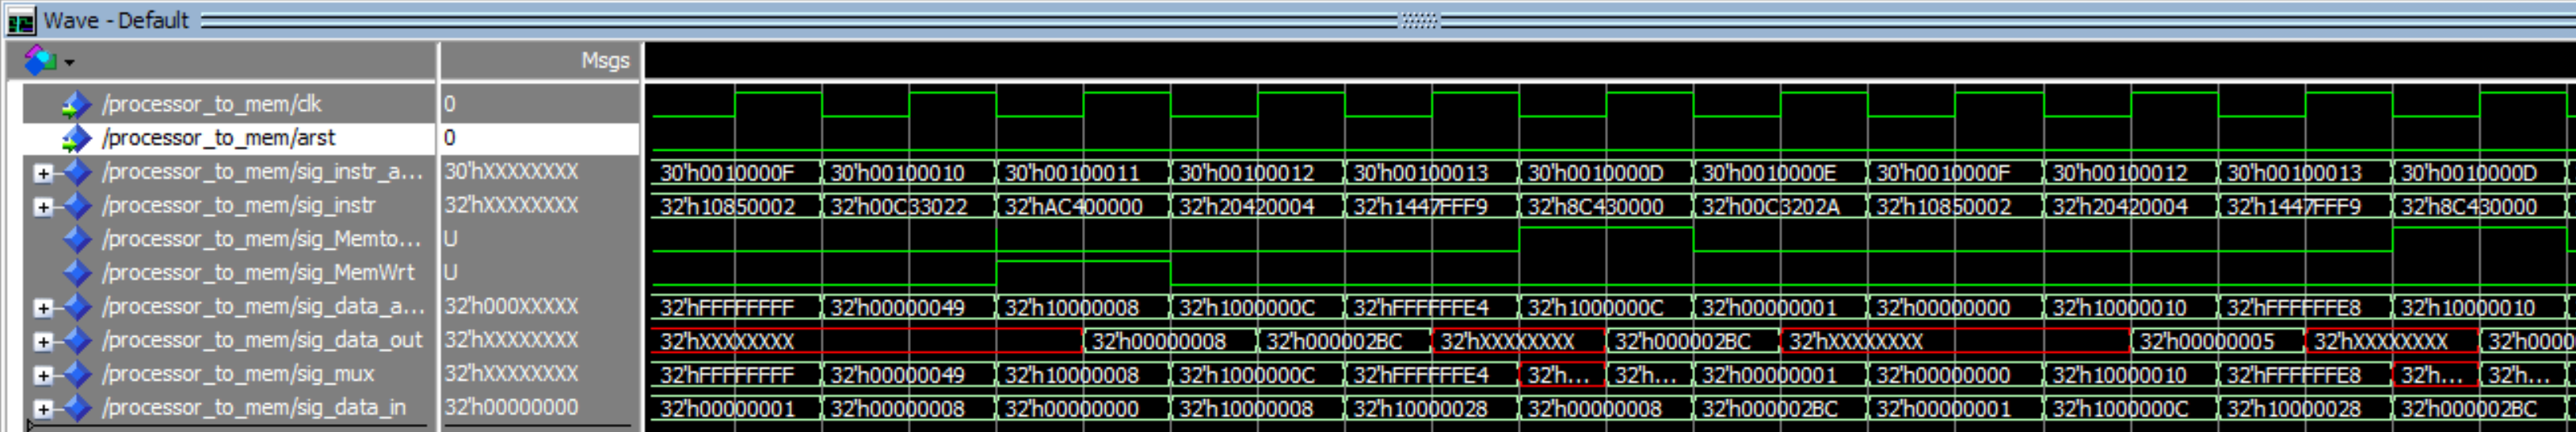 Wave - Default
Msgs
/processor_to_mem/clk 0
/processor_to_mem/arst 0
/processor_to_mem/sig_instr_a... 30'hXXXXXXXX 30'h0010000F 30'h00100010 30'h00100011 30'h00100012 30'h00100013 30'h0010000D 30'h0010000E 30'h0010000F 30'h00100012 30'h00100013 30'h0010000D
/processor_to_mem/sig_instr 32'hXXXXXXXX 32'h10850002 32'h00C33022 32'hAC400000 32'h20420004 32'h1447FFF9 32'h8C430000 32'h00C3202A 32'h10850002 32'h20420004 32'h1447FFF9 32'h8C430000
/processor_to_mem/sig_Memto... U
/processor_to_mem/sig_MemWrt U
/processor_to_mem/sig_data_a... 32'h000XXXXX 32'hFFFFFFFF 32'h00000049 32'h10000008 32'h1000000C 32'hFFFFFFE4 32'h1000000C 32'h00000001 32'h00000000 32'h10000010 32'hFFFFFFE8 32'h10000010
/processor_to_mem/sig_data_out 32'hXXXXXXXX 32'hXXXXXXXX 32'h00000008 32'h000002BC 32'hXXXXXXXX 32'h000002BC 32'hXXXXXXXX 32'h00000005 32'hXXXXXXXX 32'h0000
/processor_to_mem/sig_mux 32'hXXXXXXXX 32'hFFFFFFFF 32'h00000049 32'h10000008 32'h1000000C 32'hFFFFFFE4 32'h... 32'h... 32'h00000001 32'h00000000 32'h10000010 32'hFFFFFFE8 32'h... 32'h...
/processor_to_mem/sig_data_in 32'h00000000 32'h00000001 32'h00000008 32'h00000000 32'h10000008 32'h10000028 32'h00000008 32'h000002BC 32'h00000001 32'h1000000C 32'h10000028 32'h000002BC